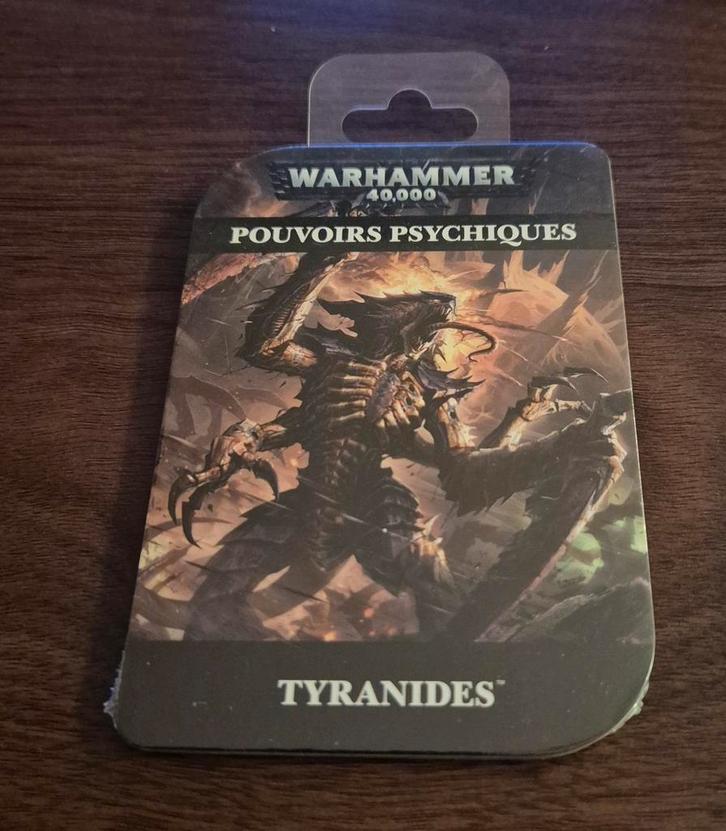 WARHAMMER
40,000
POUVOIRS PSYCHIQUES
TYRANIDES™